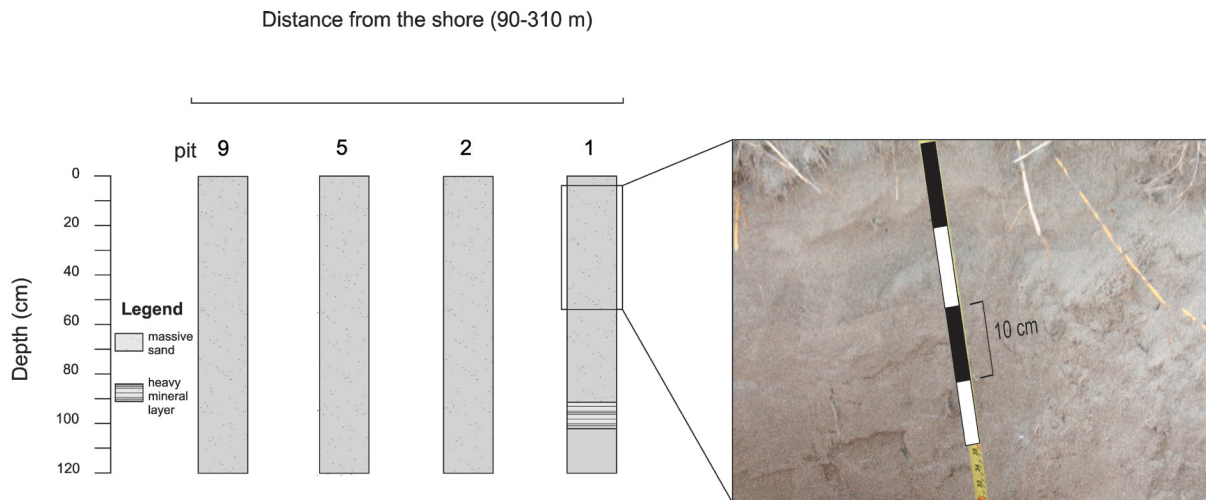 Distance from the shore (90-310 m)
pit 9 5 2 1
Depth (cm)
0
20
40
60
80
100
120
Legend
massive
sand
heavy
mineral
layer
10 cm